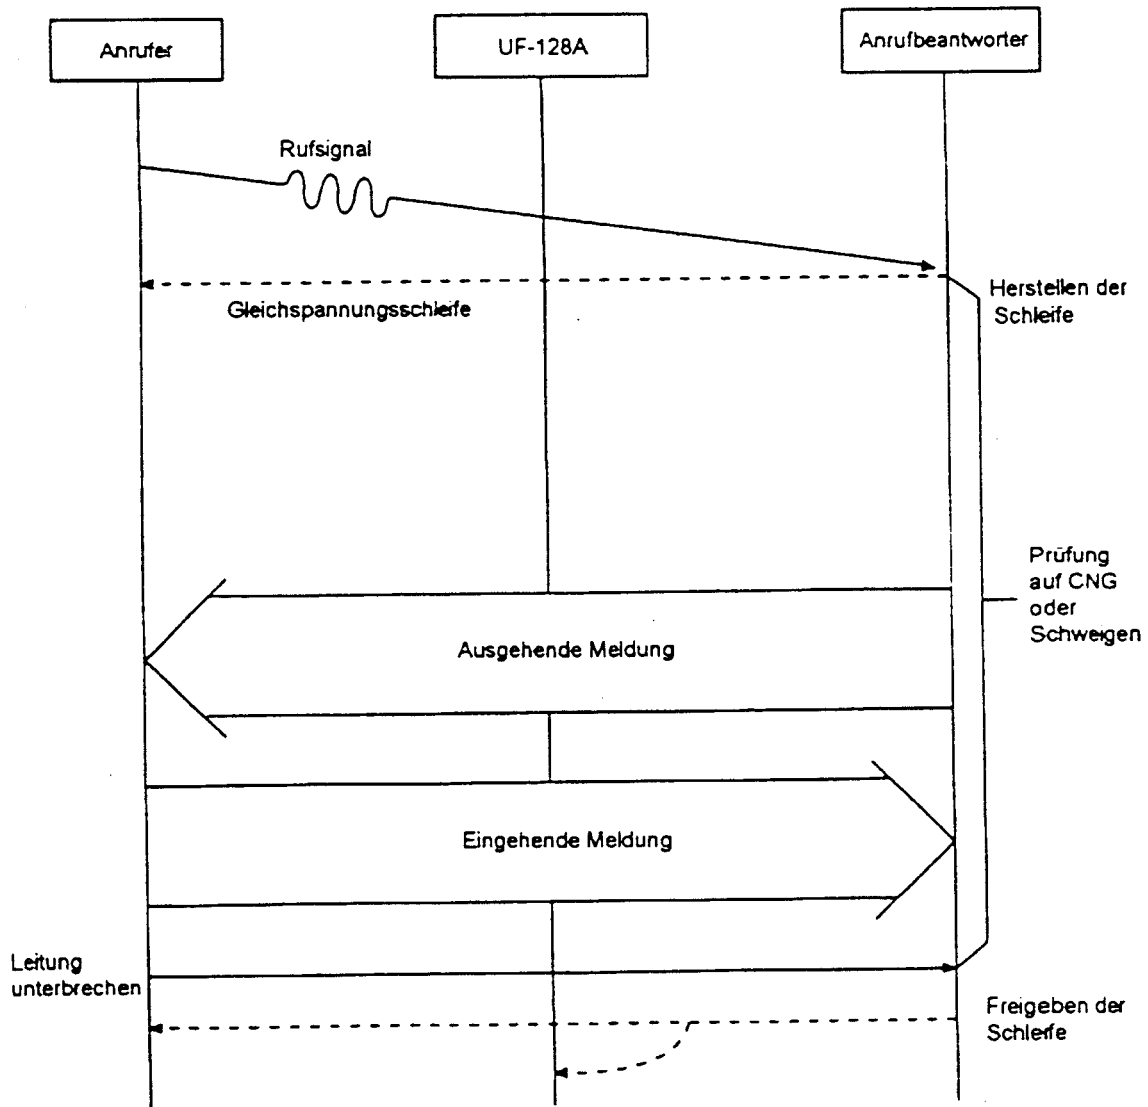 Anrufer
UF-128A
Anrufbeantworter
Rufsignal
Gleichspannungsschleife
Herstellen der
Schleife
Prüfung
auf CNG
oder
Schweigen
Ausgehende Meldung
Eingehende Meldung
Leitung
unterbrechen
Freigeben der
Schleife